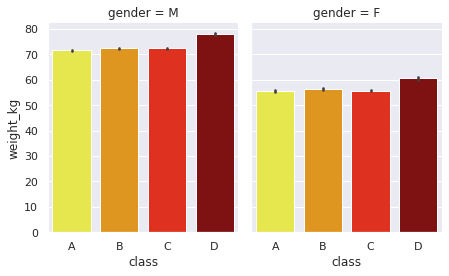 gender = M
gender = F
weight_kg
80
70
60
50
40
30
20
10
0
A B C D
A B C D
class
class